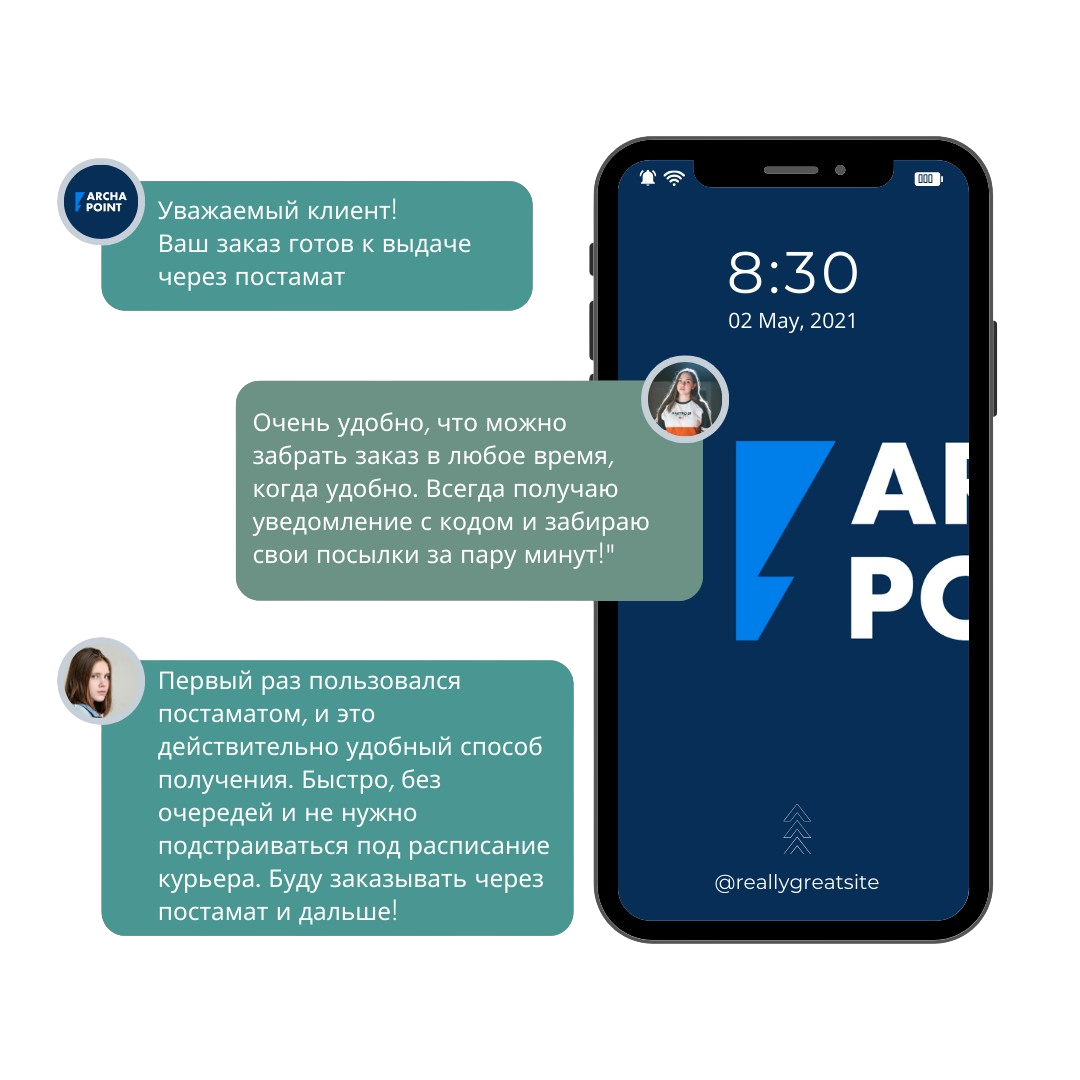 ARCHA
POINT
Уважаемый клиент!
Ваш заказ готов к выдаче
через постамат
8:30
02 May, 2021
Очень удобно, что можно
забрать заказ в любое время,
когда удобно. Всегда получаю
уведомление с кодом и забираю
свои посылки за пару минут!"
AR
PO
Первый раз пользовался
постаматом, и это
действительно удобный способ
получения. Быстро, без
очередей и не нужно
подстраиваться под расписание
курьера. Буду заказывать через
постамат и дальше!
@reallygreatsite